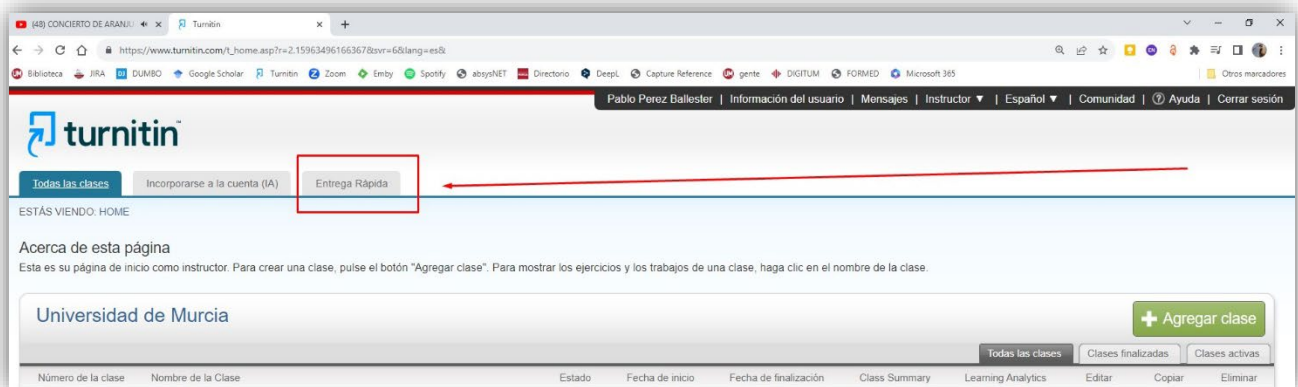 (48) CONCIERTO DE ARANJU
Turnitin
https://www.turnitin.com/t_home.asp?r=2.15963496166367&svr=6&lang=es&
Biblioteca JIRA DUMBO Google Scholar Turnitin Zoom Emby Spotify absysNET Directorio DeepL Capture Reference gente DIGITUM FORMED Microsoft 365 Otros marcadores
Pablo Perez Ballester | Información del usuario | Mensajes | Instructor ▼ | Español ▼ | Comunidad | ? Ayuda | Cerrar sesión
turnitin
Todas las clases Incorporarse a la cuenta (IA) Entrega Rápida
ESTÁS VIENDO: HOME
Acerca de esta página
Esta es su página de inicio como instructor. Para crear una clase, pulse el botón "Agregar clase". Para mostrar los ejercicios y los trabajos de una clase, haga clic en el nombre de la clase.
Universidad de Murcia
+ Agregar clase
Todas las clases Clases finalizadas Clases activas
Número de la clase Nombre de la Clase Estado Fecha de inicio Fecha de finalización Class Summary Learning Analytics Editar Copiar Eliminar